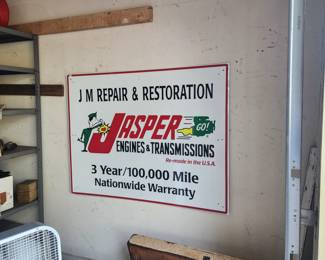 J M REPAIR & RESTORATION
JASPER
GO!
ENGINES & TRANSMISSIONS
Re-made in the U.S.A.
3 Year/100,000 Mile
Nationwide Warranty